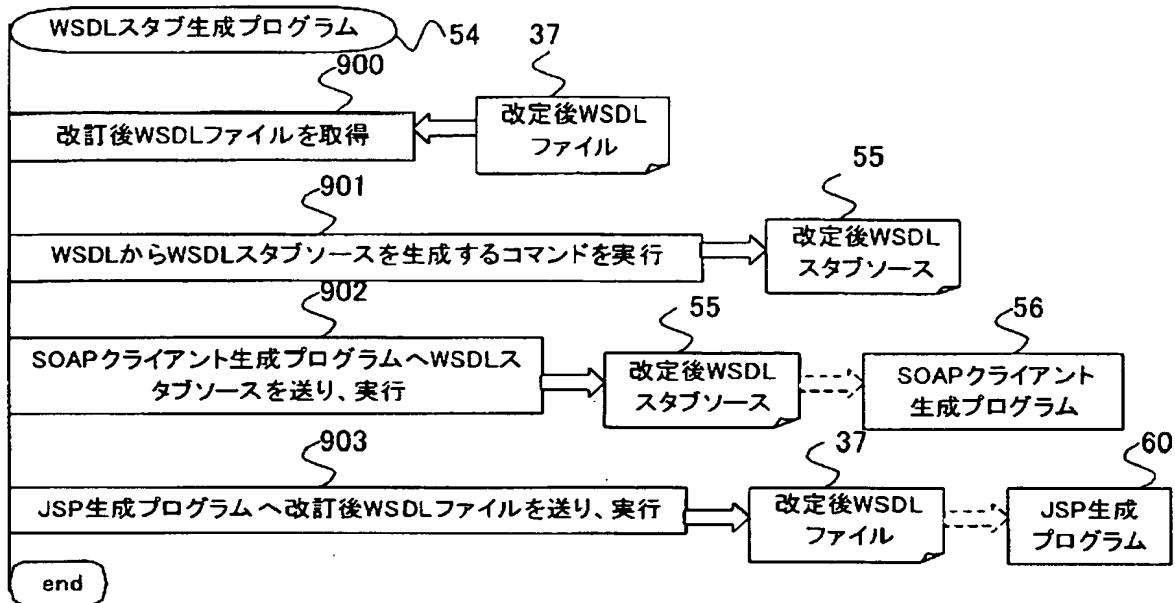 WSDLスタブ生成プログラム
54
37
900
改訂後WSDLファイルを取得
改定後WSDL
ファイル
901
55
WSDLからWSDLスタブソースを生成するコマンドを実行
改定後WSDL
スタブソース
902
55
56
SOAPクライアント生成プログラムへWSDLス
タブソースを送り、実行
改定後WSDL
スタブソース
SOAPクライアント
生成プログラム
903
37
60
JSP生成プログラムへ改訂後WSDLファイルを送り、実行
改定後WSDL
ファイル
JSP生成
プログラム
end